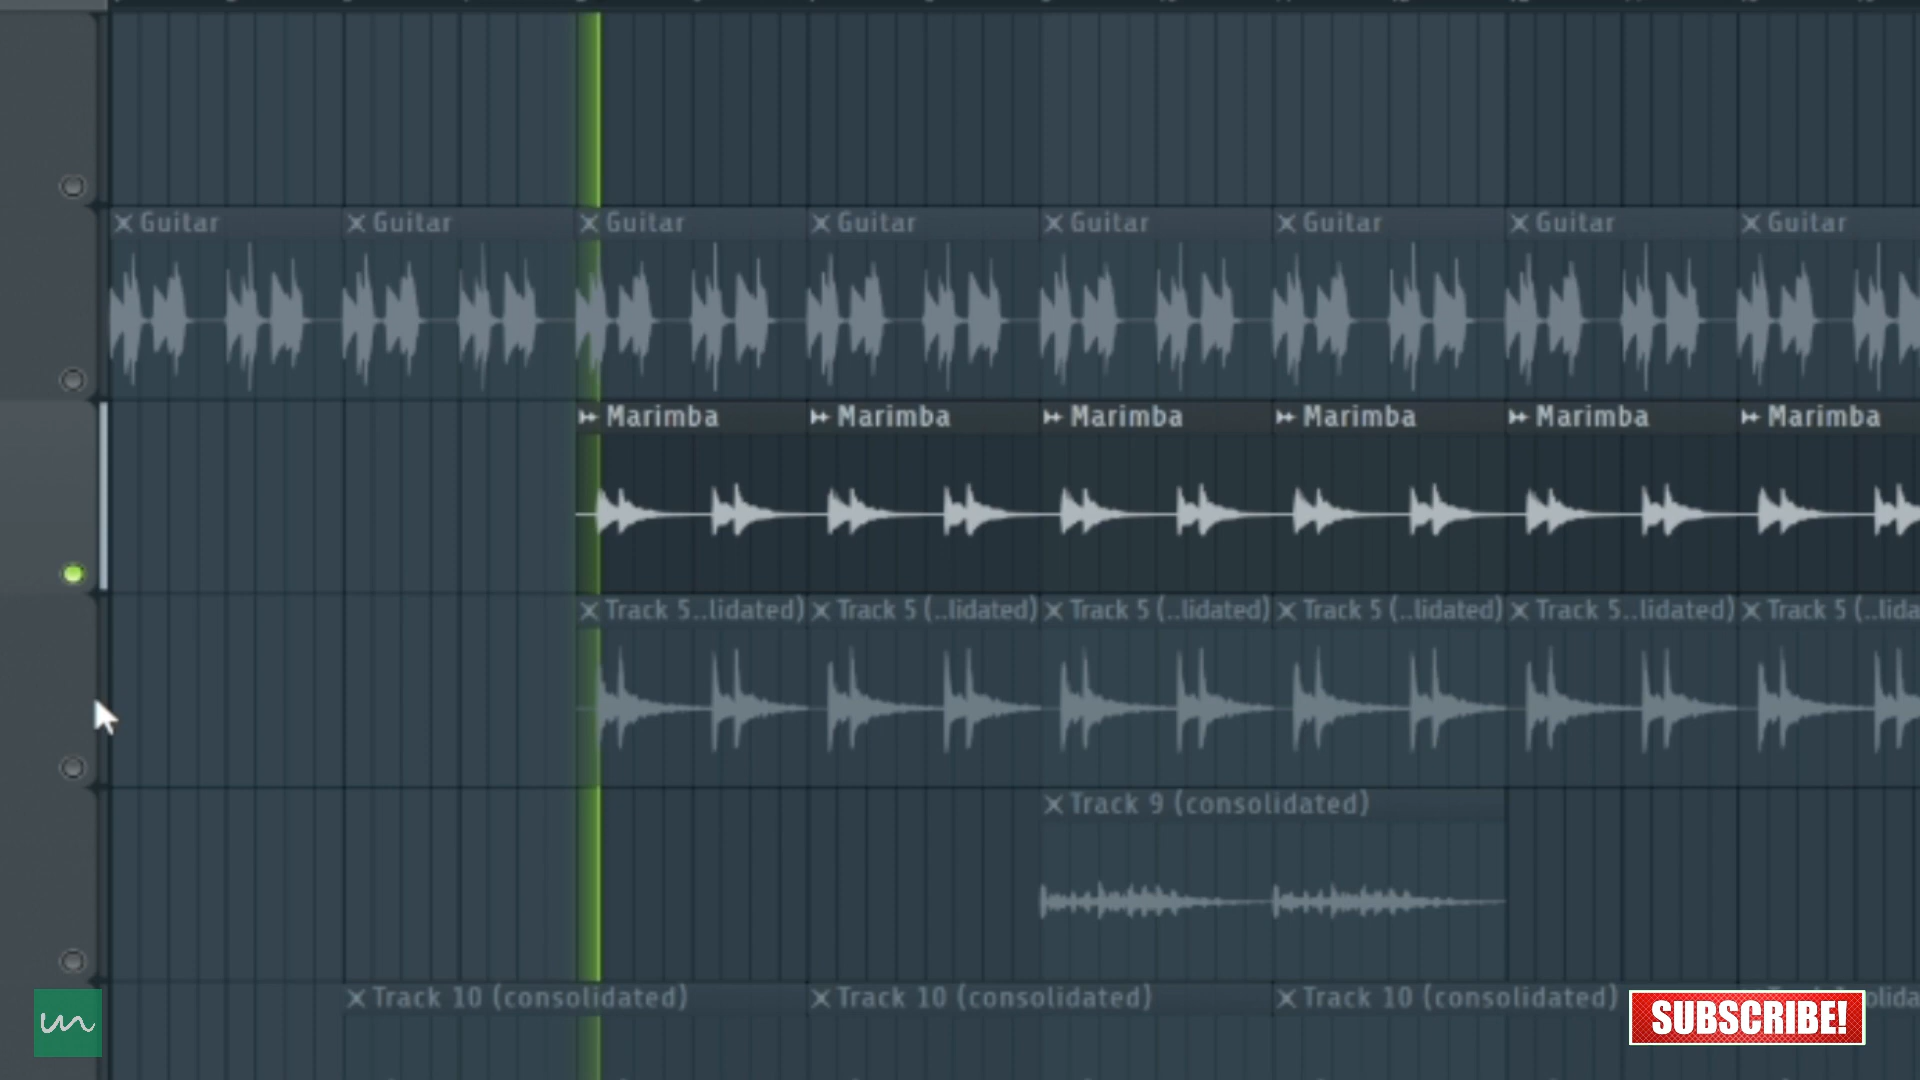 Guitar Guitar Guitar Guitar Guitar Guitar Guitar Guitar
Marimba Marimba Marimba Marimba Marimba Marimba
Track 5..lidated) Track 5 (..lidated) Track 5 (..lidated) Track 5 (..lidated) Track 5..lidated) Track 5 (..lida
Track 9 (consolidated)
Track 10 (consolidated) Track 10 (consolidated) Track 10 (consolidated)
SUBSCRIBE!